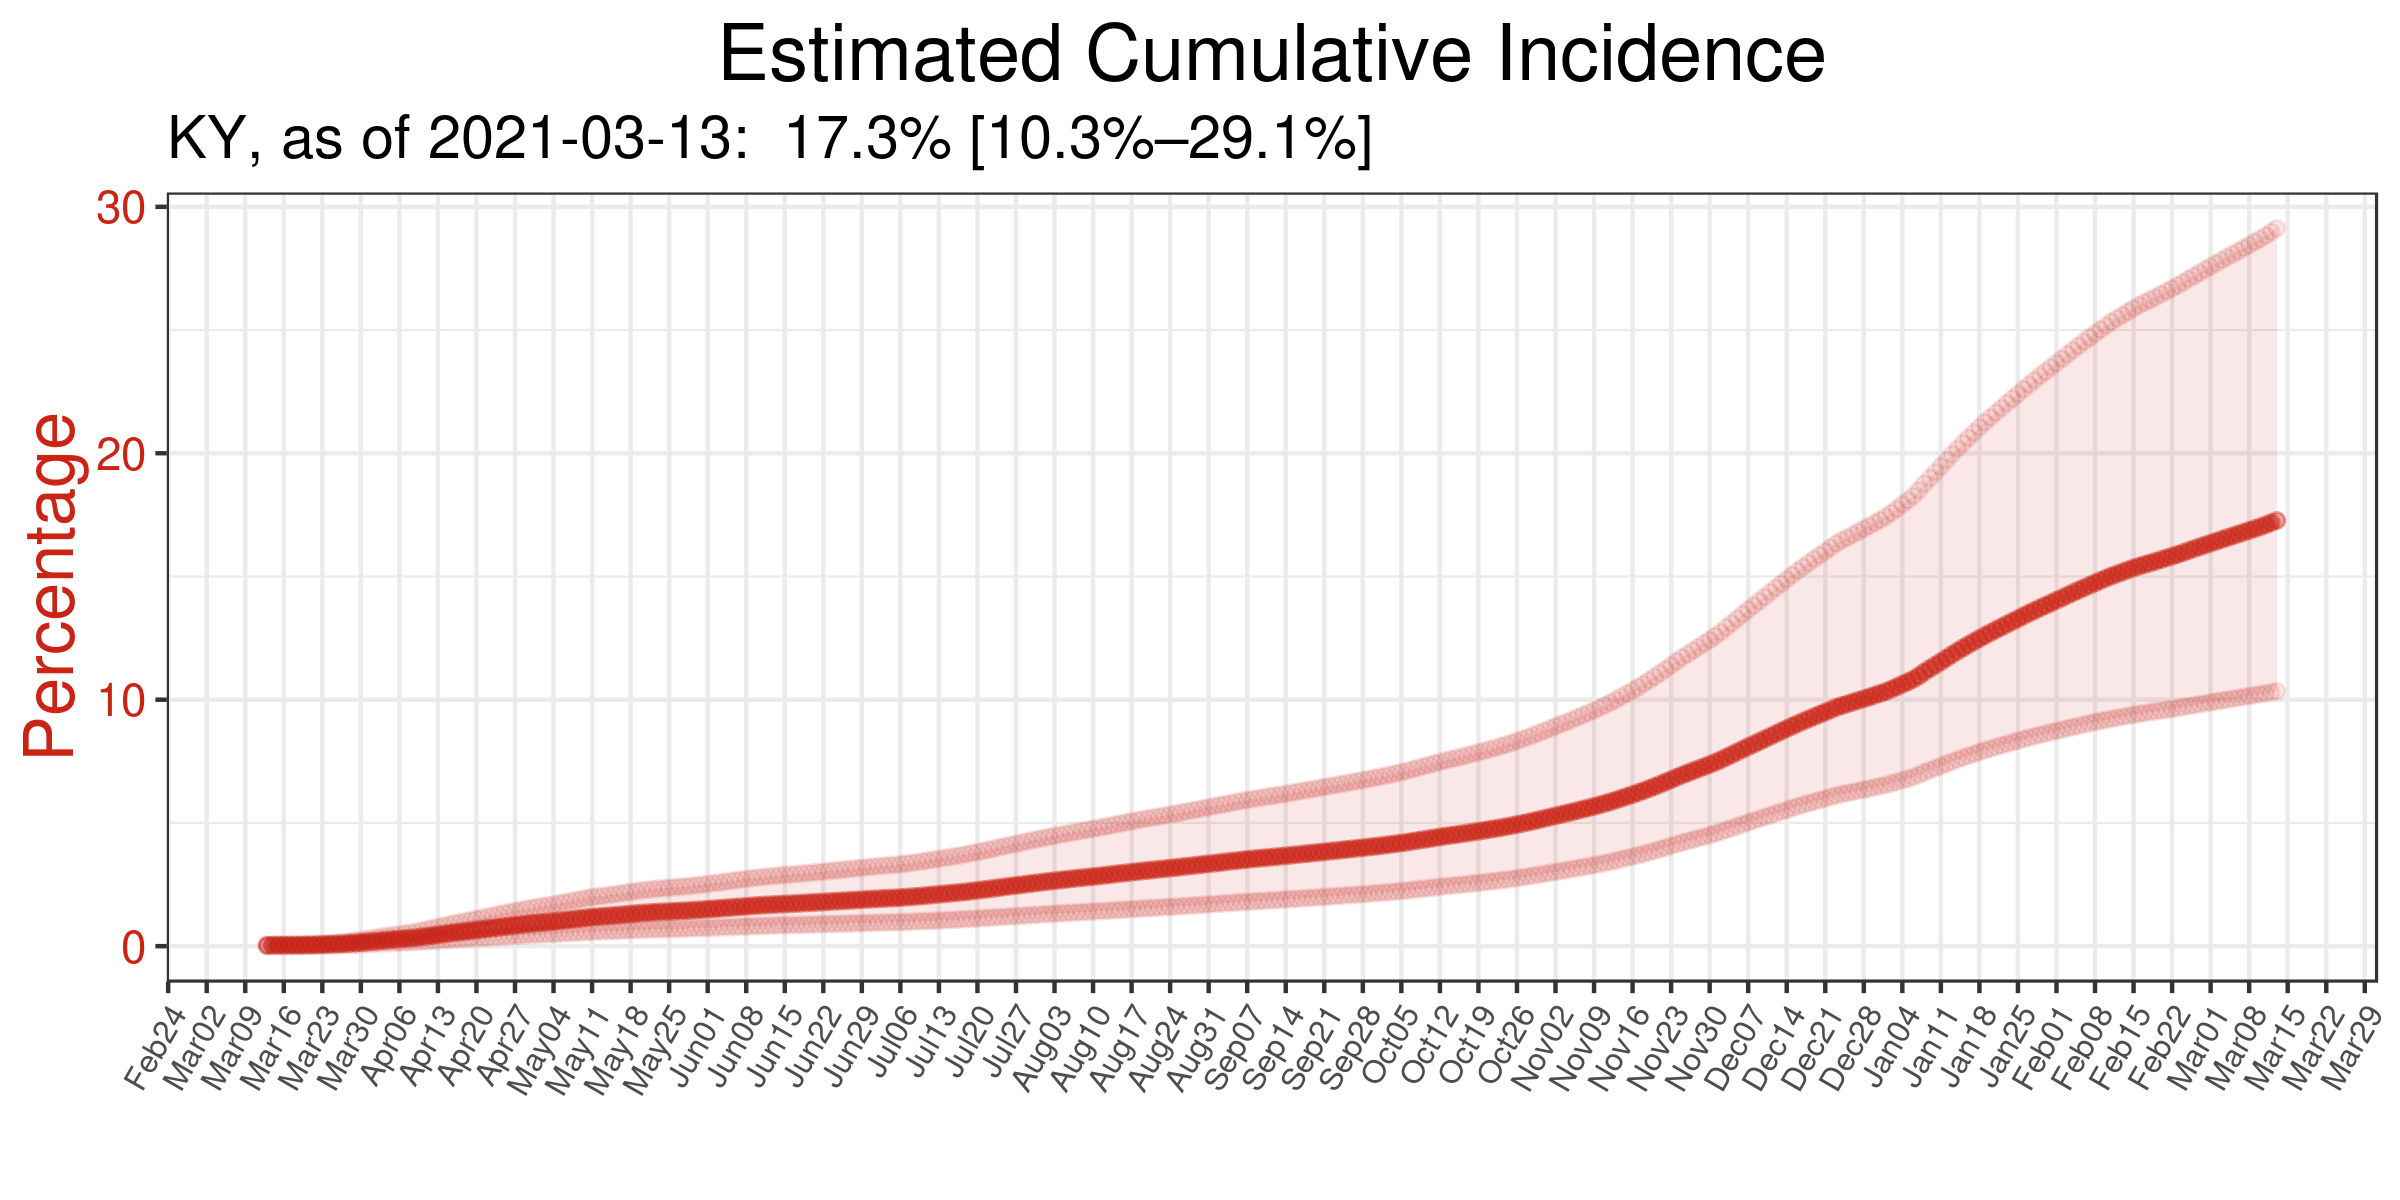 Estimated Cumulative Incidence
KY, as of 2021-03-13:  17.3% [10.3%–29.1%]
Percentage
30
20
10
0
Feb24
Mar02
Mar09
Mar16
Mar23
Mar30
Apr06
Apr13
Apr20
Apr27
May04
May11
May18
May25
Jun01
Jun08
Jun15
Jun22
Jun29
Jul06
Jul13
Jul20
Jul27
Aug03
Aug10
Aug17
Aug24
Aug31
Sep07
Sep14
Sep21
Sep28
Oct05
Oct12
Oct19
Oct26
Nov02
Nov09
Nov16
Nov23
Nov30
Dec07
Dec14
Dec21
Dec28
Jan04
Jan11
Jan18
Jan25
Feb01
Feb08
Feb15
Feb22
Mar01
Mar08
Mar15
Mar22
Mar29